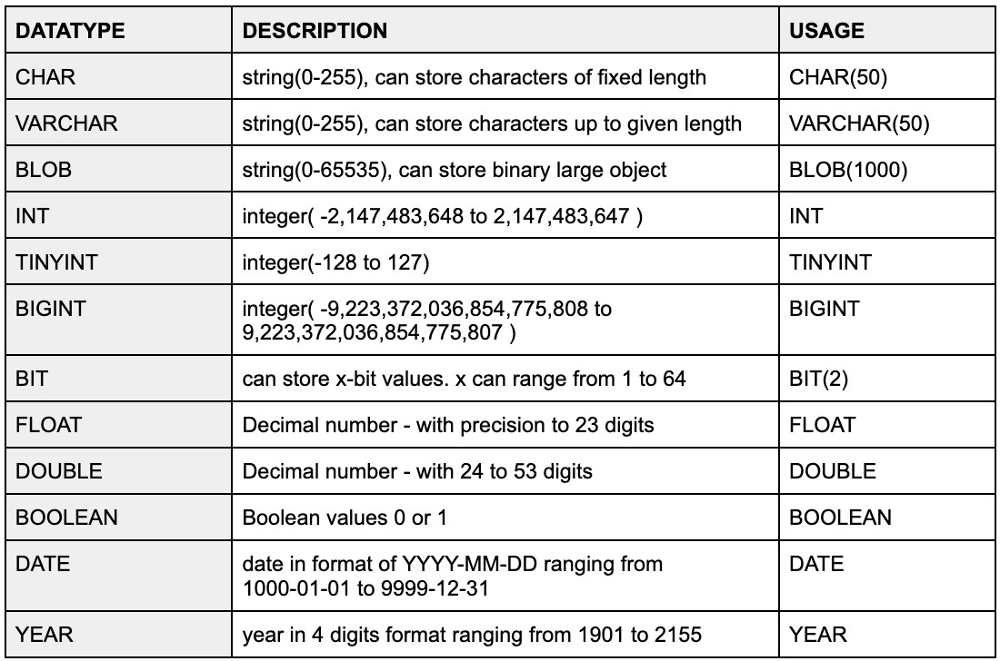 DATATYPE DESCRIPTION USAGE
CHAR string(0-255), can store characters of fixed length CHAR(50)
VARCHAR string(0-255), can store characters up to given length VARCHAR(50)
BLOB string(0-65535), can store binary large object BLOB(1000)
INT integer( -2,147,483,648 to 2,147,483,647 ) INT
TINYINT integer(-128 to 127) TINYINT
BIGINT integer( -9,223,372,036,854,775,808 to BIGINT
9,223,372,036,854,775,807 )
BIT can store x-bit values. x can range from 1 to 64 BIT(2)
FLOAT Decimal number - with precision to 23 digits FLOAT
DOUBLE Decimal number - with 24 to 53 digits DOUBLE
BOOLEAN Boolean values 0 or 1 BOOLEAN
DATE date in format of YYYY-MM-DD ranging from DATE
1000-01-01 to 9999-12-31
YEAR year in 4 digits format ranging from 1901 to 2155 YEAR